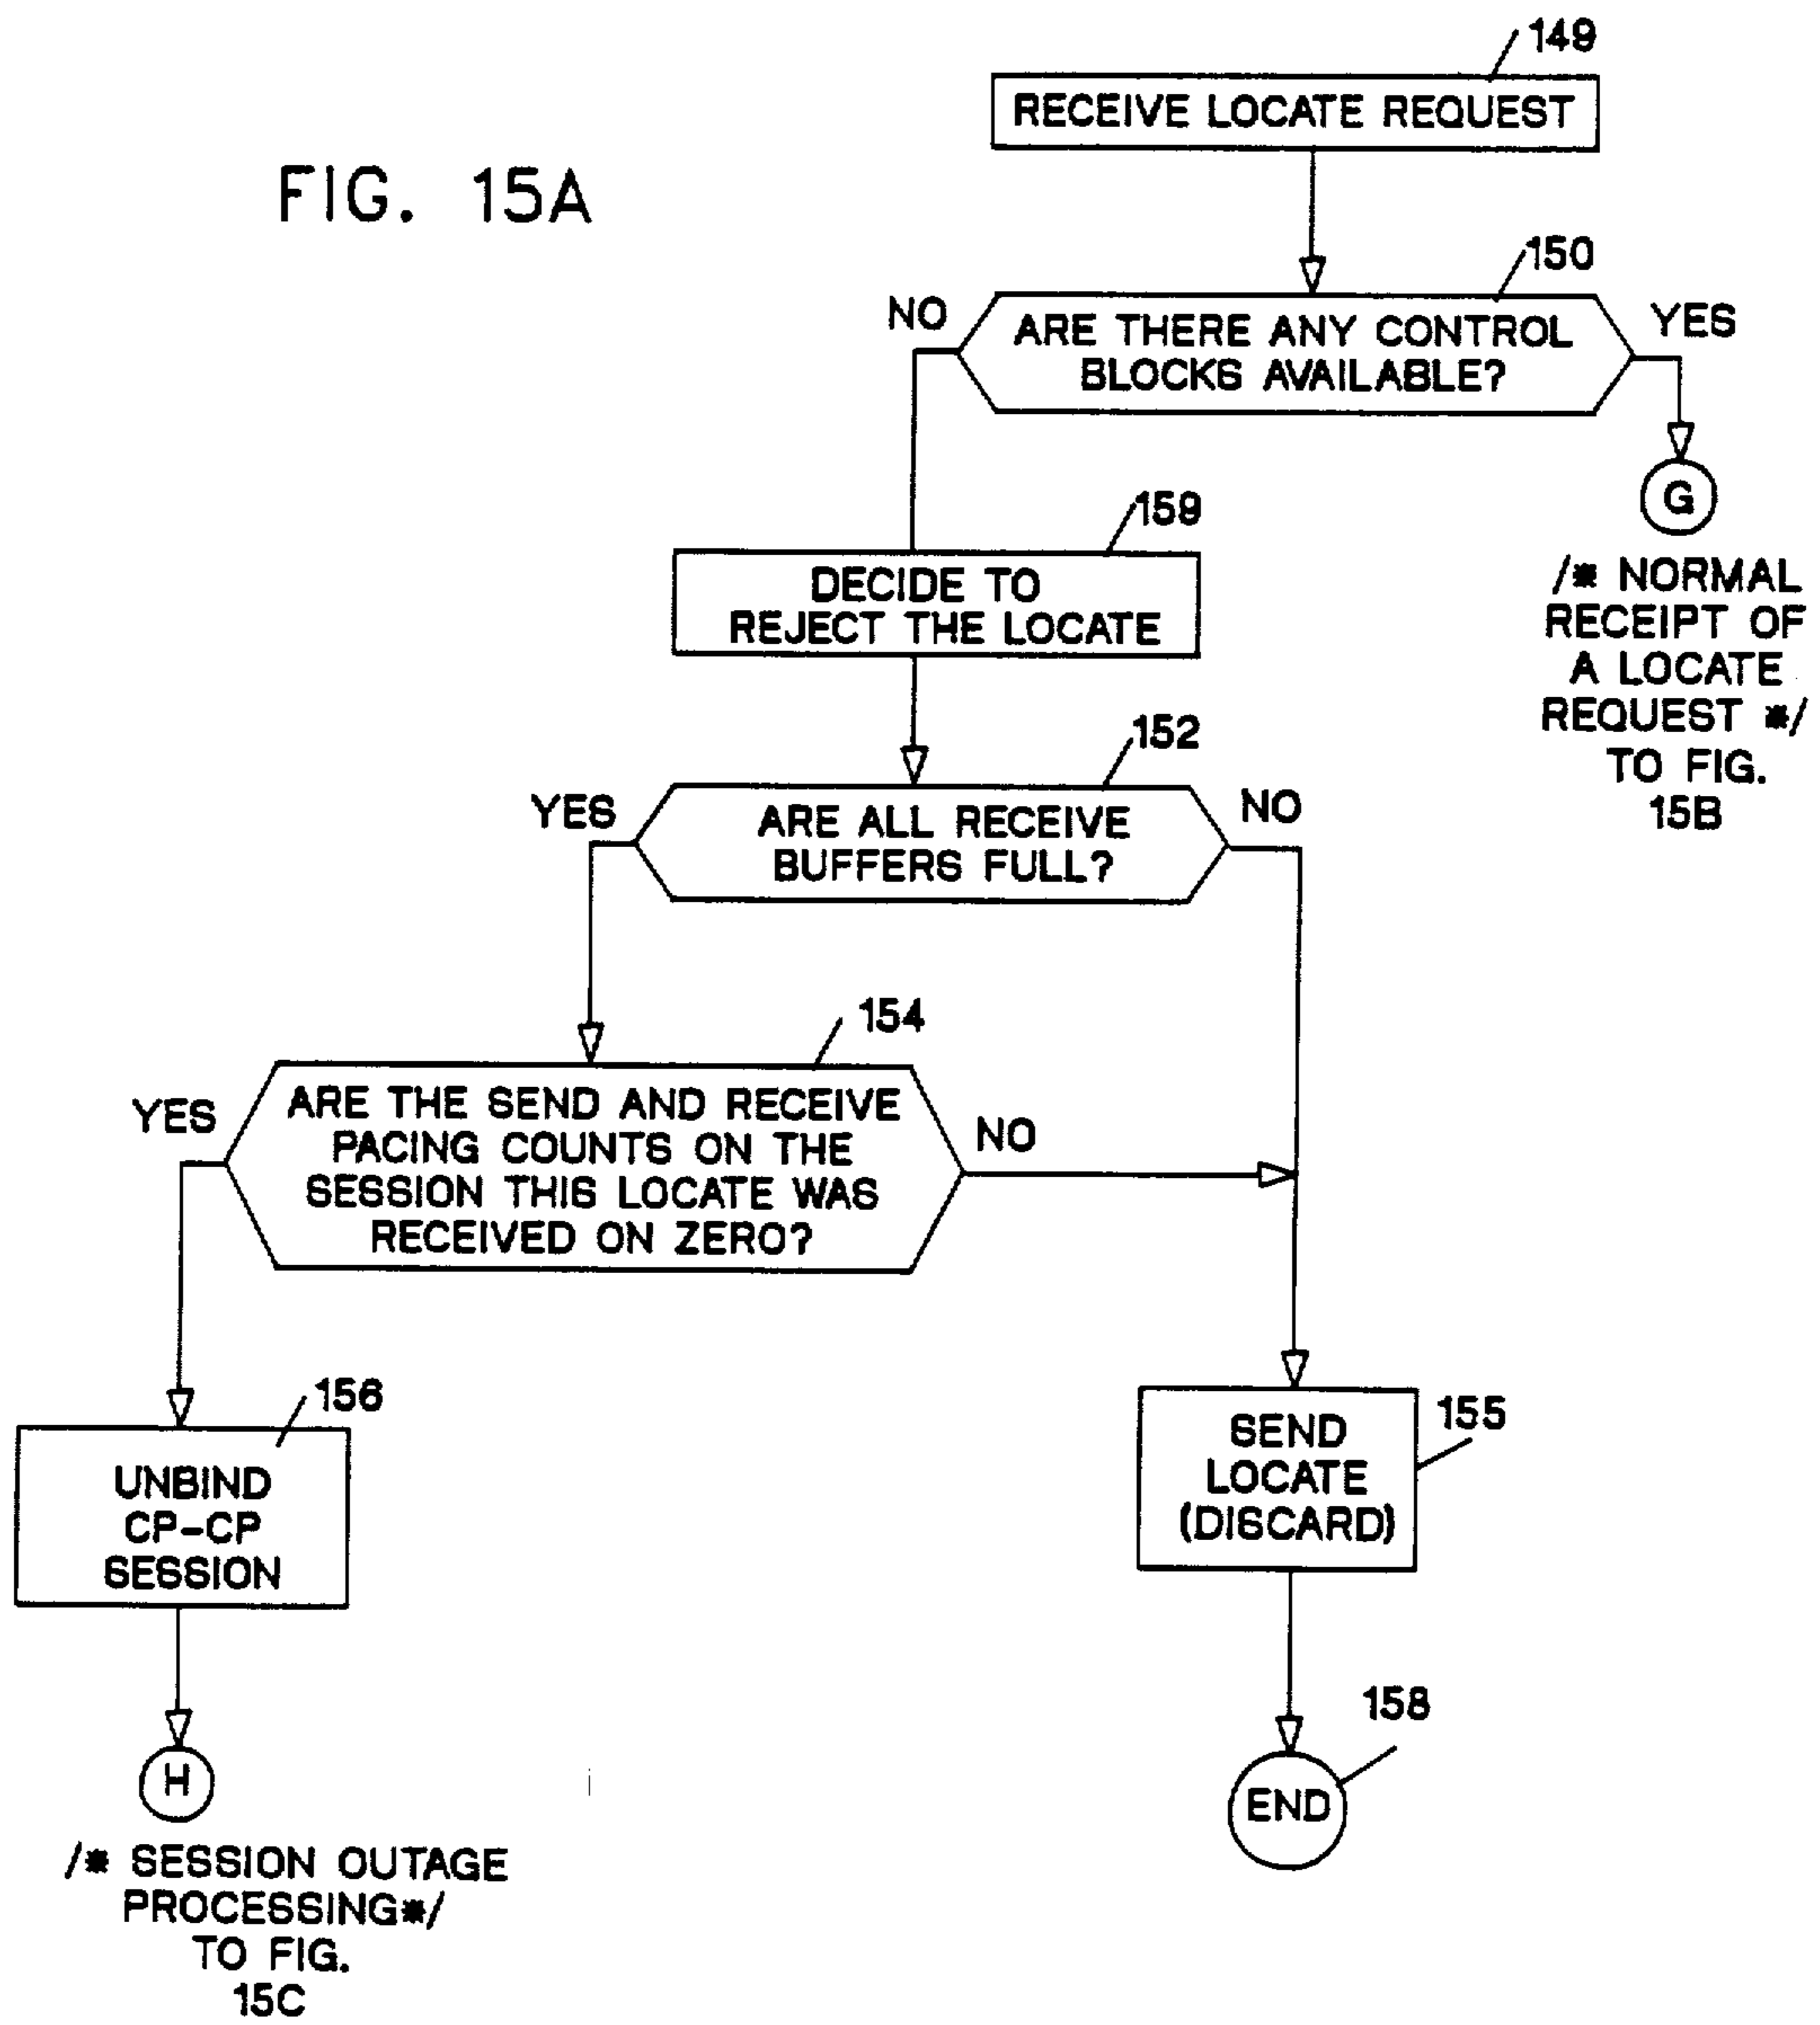 149
RECEIVE LOCATE REQUEST
FIG. 15A
150
NO
ARE THERE ANY CONTROL
BLOCKS AVAILABLE?
YES
G
/* NORMAL
RECEIPT OF
A LOCATE
REQUEST */
TO FIG.
15B
159
DECIDE TO
REJECT THE LOCATE
152
YES
ARE ALL RECEIVE
BUFFERS FULL?
NO
154
YES
ARE THE SEND AND RECEIVE
PACING COUNTS ON THE
SESSION THIS LOCATE WAS
RECEIVED ON ZERO?
NO
156
UNBIND
CP-CP
SESSION
155
SEND
LOCATE
(DISCARD)
158
END
H
/* SESSION OUTAGE
PROCESSING*/
TO FIG.
15C